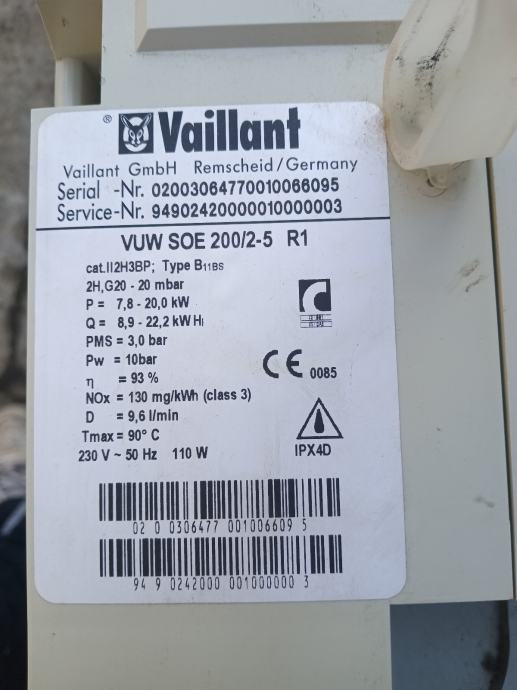 ® Vaillant
Vaillant GmbH Remscheid/Germany
Serial -Nr. 02003064770010066095
Service-Nr. 94902420000010000003
VUW SOE 200/2-5 R1
cat.II2H3BP; Type B11BS
2H,G20 - 20 mbar
P = 7,8 - 20,0 kW
Q = 8,9 - 22,2 kW Hi
PMS = 3,0 bar
Pw = 10bar
η = 93 %
NOx = 130 mg/kWh (class 3)
D = 9,6 l/min
Tmax = 90° C
230 V ~ 50 Hz 110 W
CE 0085
IPX4D
02 0 0306477 001006609 5
94 9 0242000 001000000 3